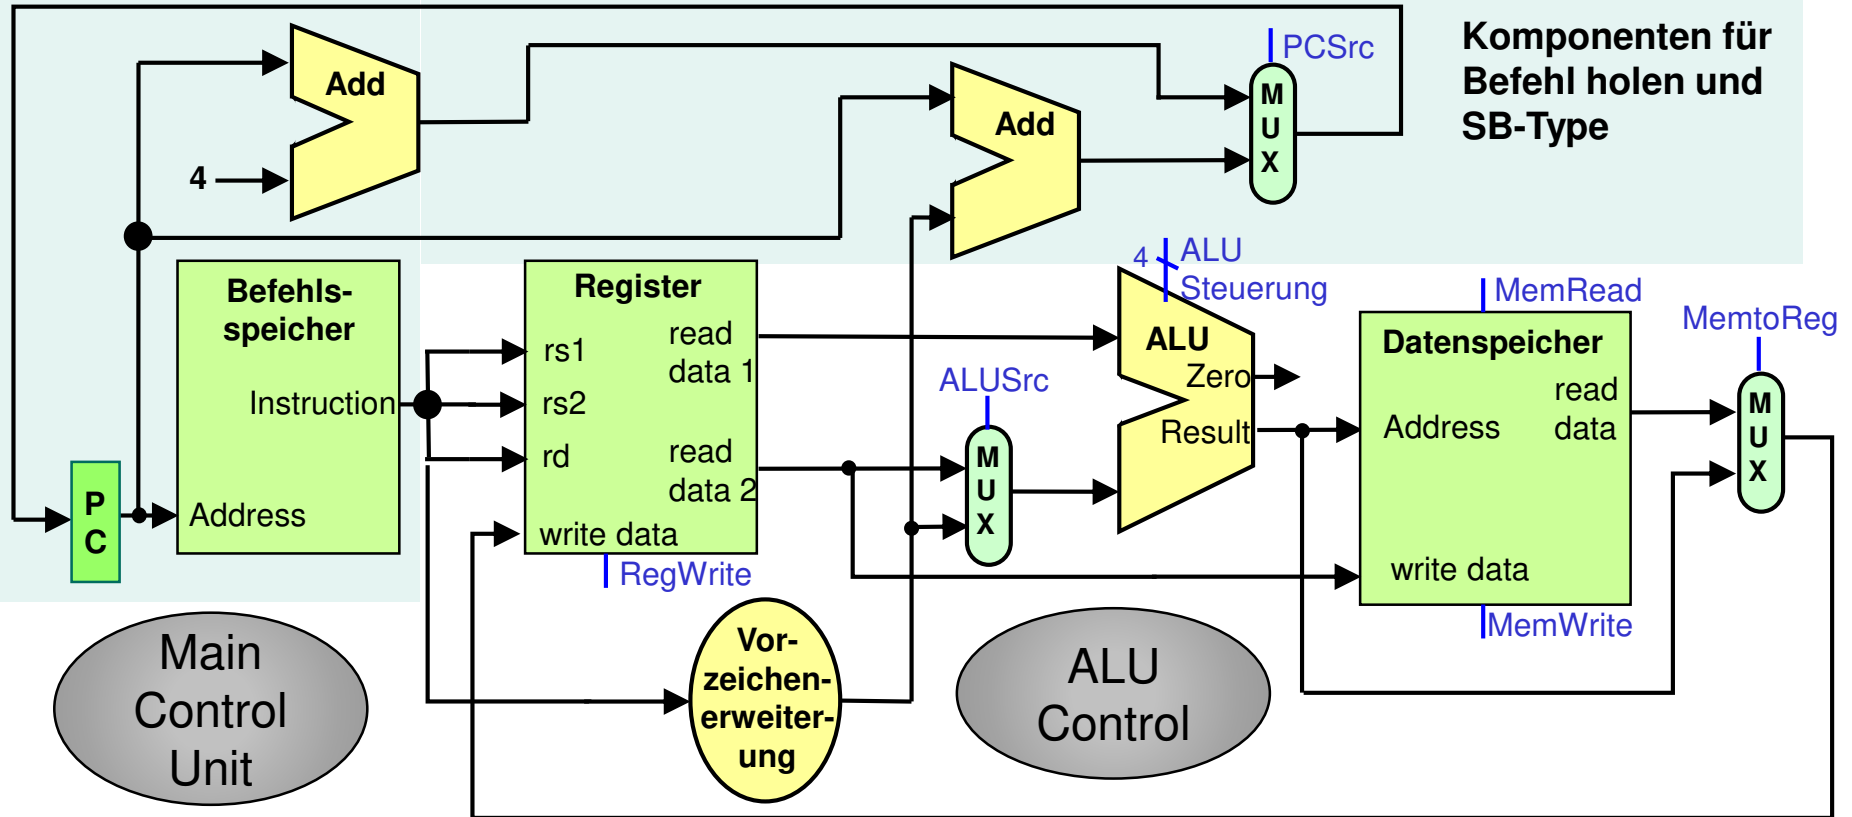 Komponenten für
Befehl holen und
SB-Type
PCSrc
M
U
X
Add
4
Add
4
ALU
Steuerung
Befehls-
speicher
Instruction
Address
P
C
Register
rs1
rs2
rd
read
data 1
read
data 2
write data
RegWrite
ALUSrc
M
U
X
ALU
Zero
Result
MemRead
Datenspeicher
Address
read
data
write data
MemWrite
MemtoReg
M
U
X
Main
Control
Unit
Vor-
zeichen-
erweiter-
ung
ALU
Control